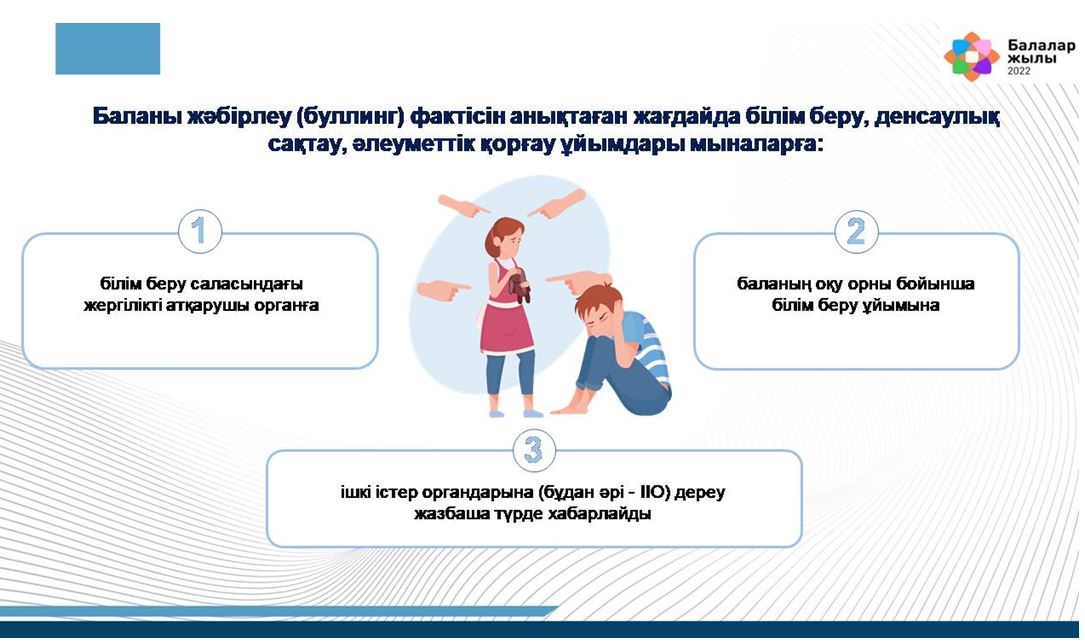 Балалар
жылы
2022
Баланы жәбірлеу (буллинг) фактісін анықтаған жағдайда білім беру, денсаулық
сақтау, әлеуметтік қорғау ұйымдары мыналарға:
1
білім беру саласындағы
жергілікті атқарушы органға
2
баланың оқу орны бойынша
білім беру ұйымына
3
ішкі істер органдарына (бұдан әрі - ІІО) дереу
жазбаша түрде хабарлайды